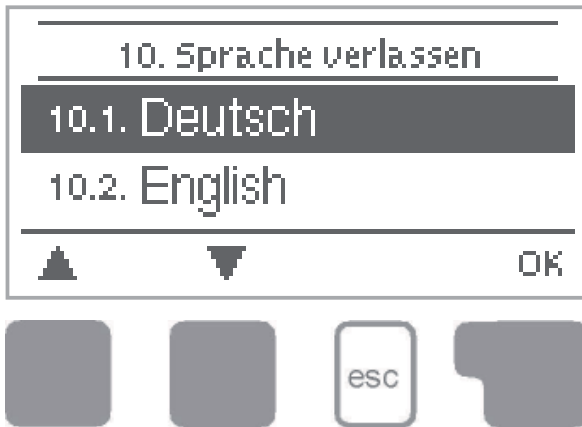 10. Sprache verlassen
10.1. Deutsch
10.2. English
▲ ▼ OK
esc